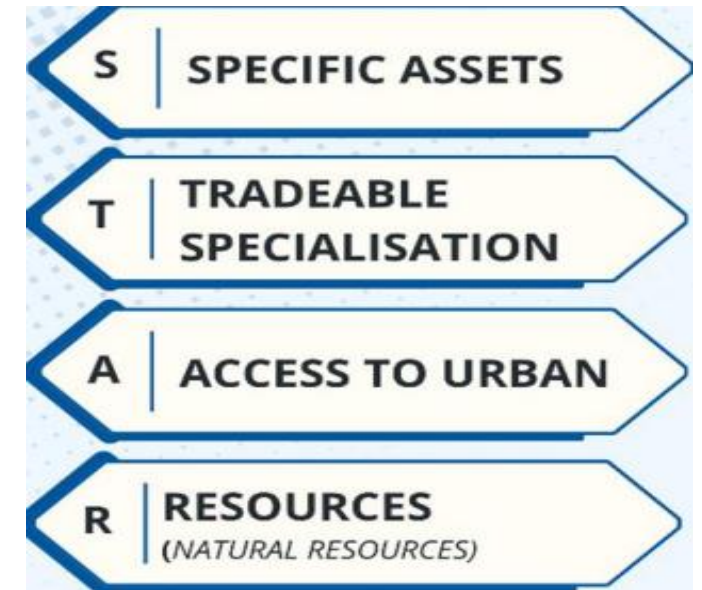 S
SPECIFIC ASSETS
T
TRADEABLE
SPECIALISATION
A
ACCESS TO URBAN
R
RESOURCES
(NATURAL RESOURCES)